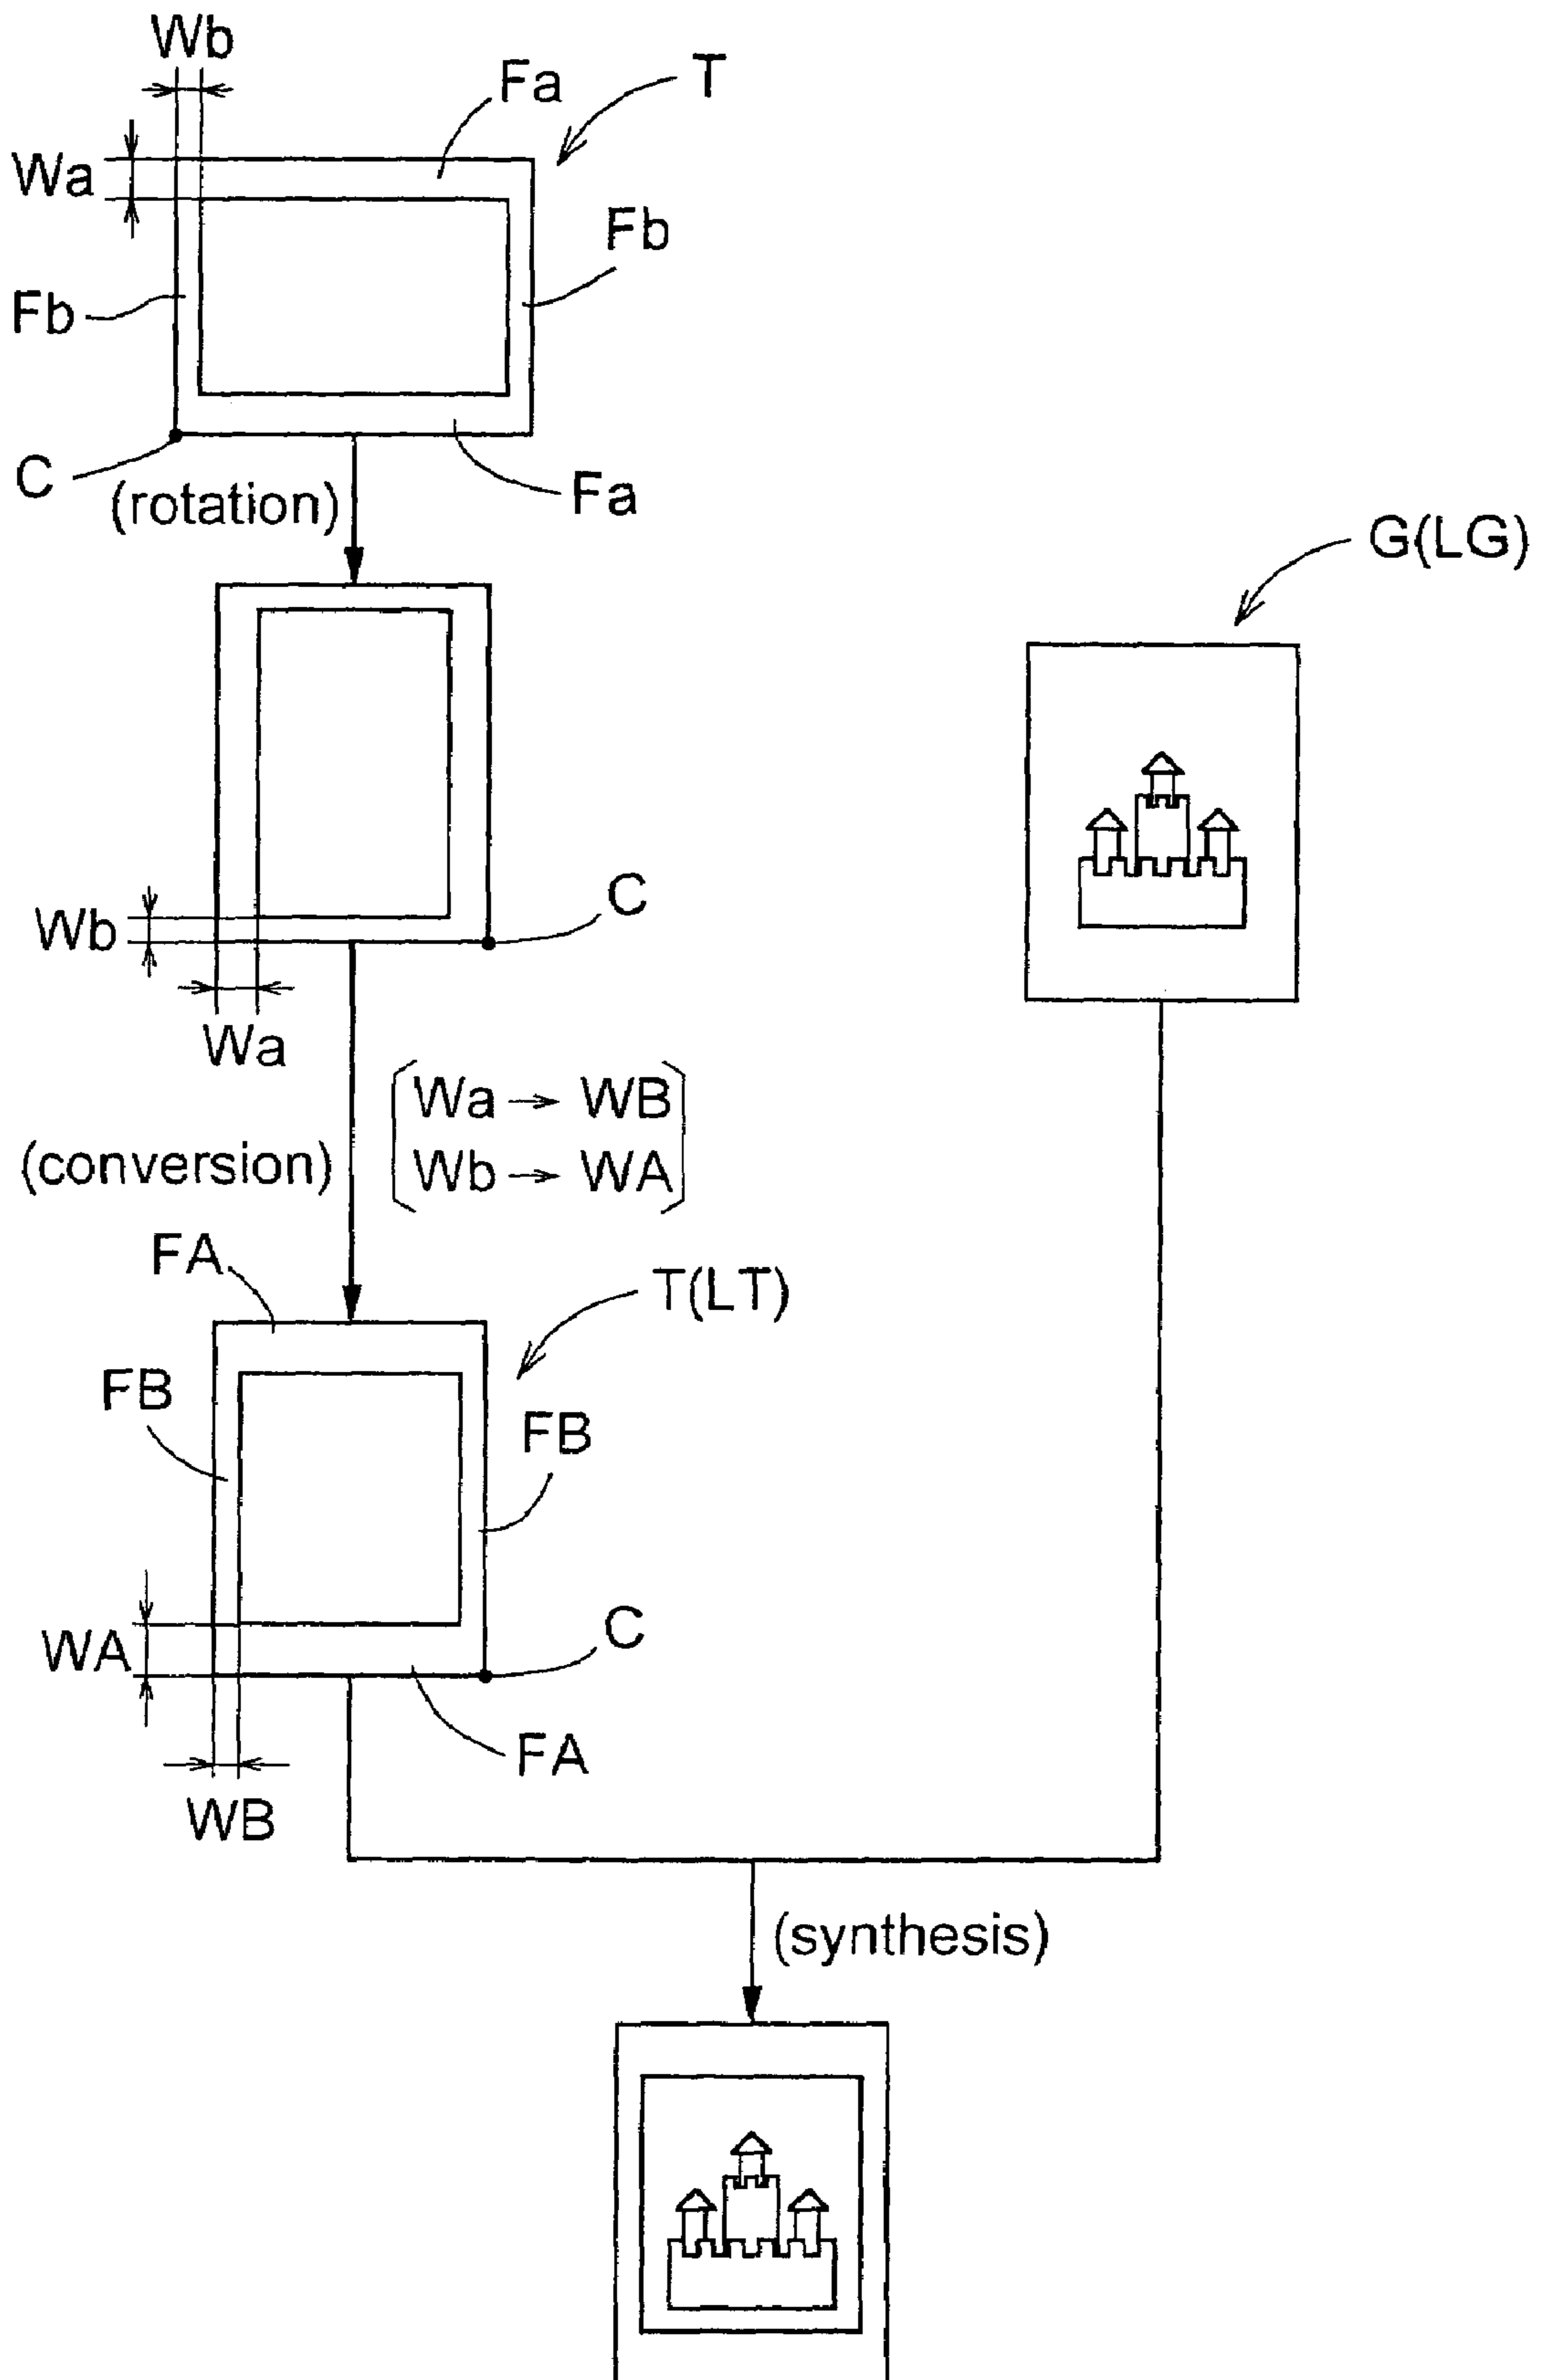 Wb
Fa
T
Wa
Fb
Fb
C
(rotation)
Fa
G(LG)
Wb
C
Wa
Wa → WB
(conversion)
Wb → WA
FA
T(LT)
FB
FB
WA
C
FA
WB
(synthesis)